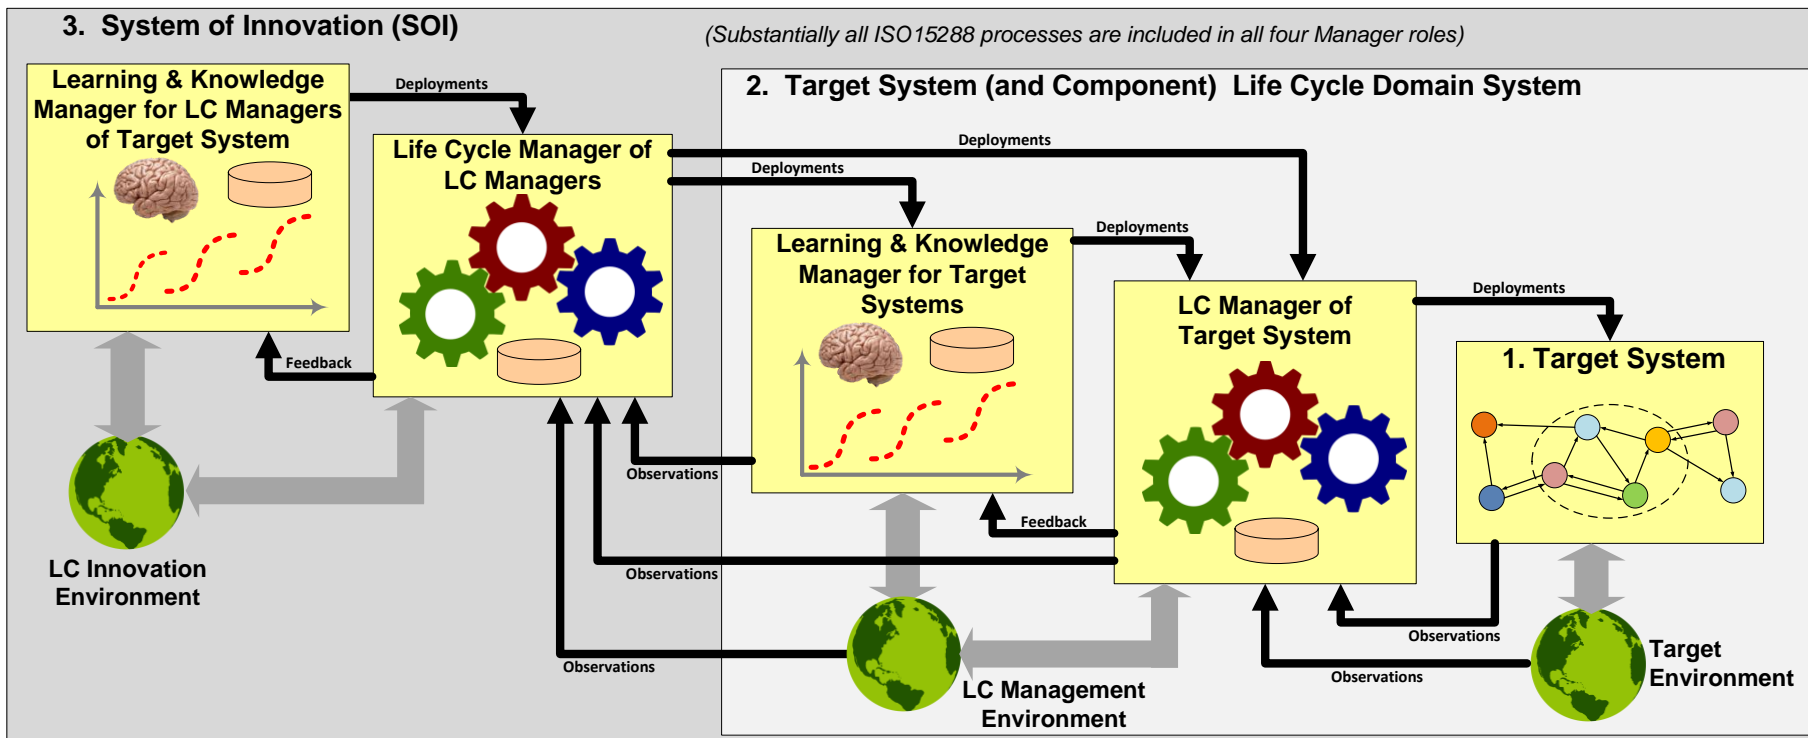 3. System of Innovation (SOI)
(Substantially all ISO15288 processes are included in all four Manager roles)
Learning & Knowledge
Manager for LC Managers
of Target System
Deployments
2. Target System (and Component) Life Cycle Domain System
Life Cycle Manager of
LC Managers
Deployments
Deployments
Learning & Knowledge
Manager for Target
Systems
Deployments
LC Manager of
Target System
Deployments
1. Target System
Feedback
Observations
Feedback
Observations
LC Innovation
Environment
Observations
LC Management
Environment
Observations
Observations
Target
Environment